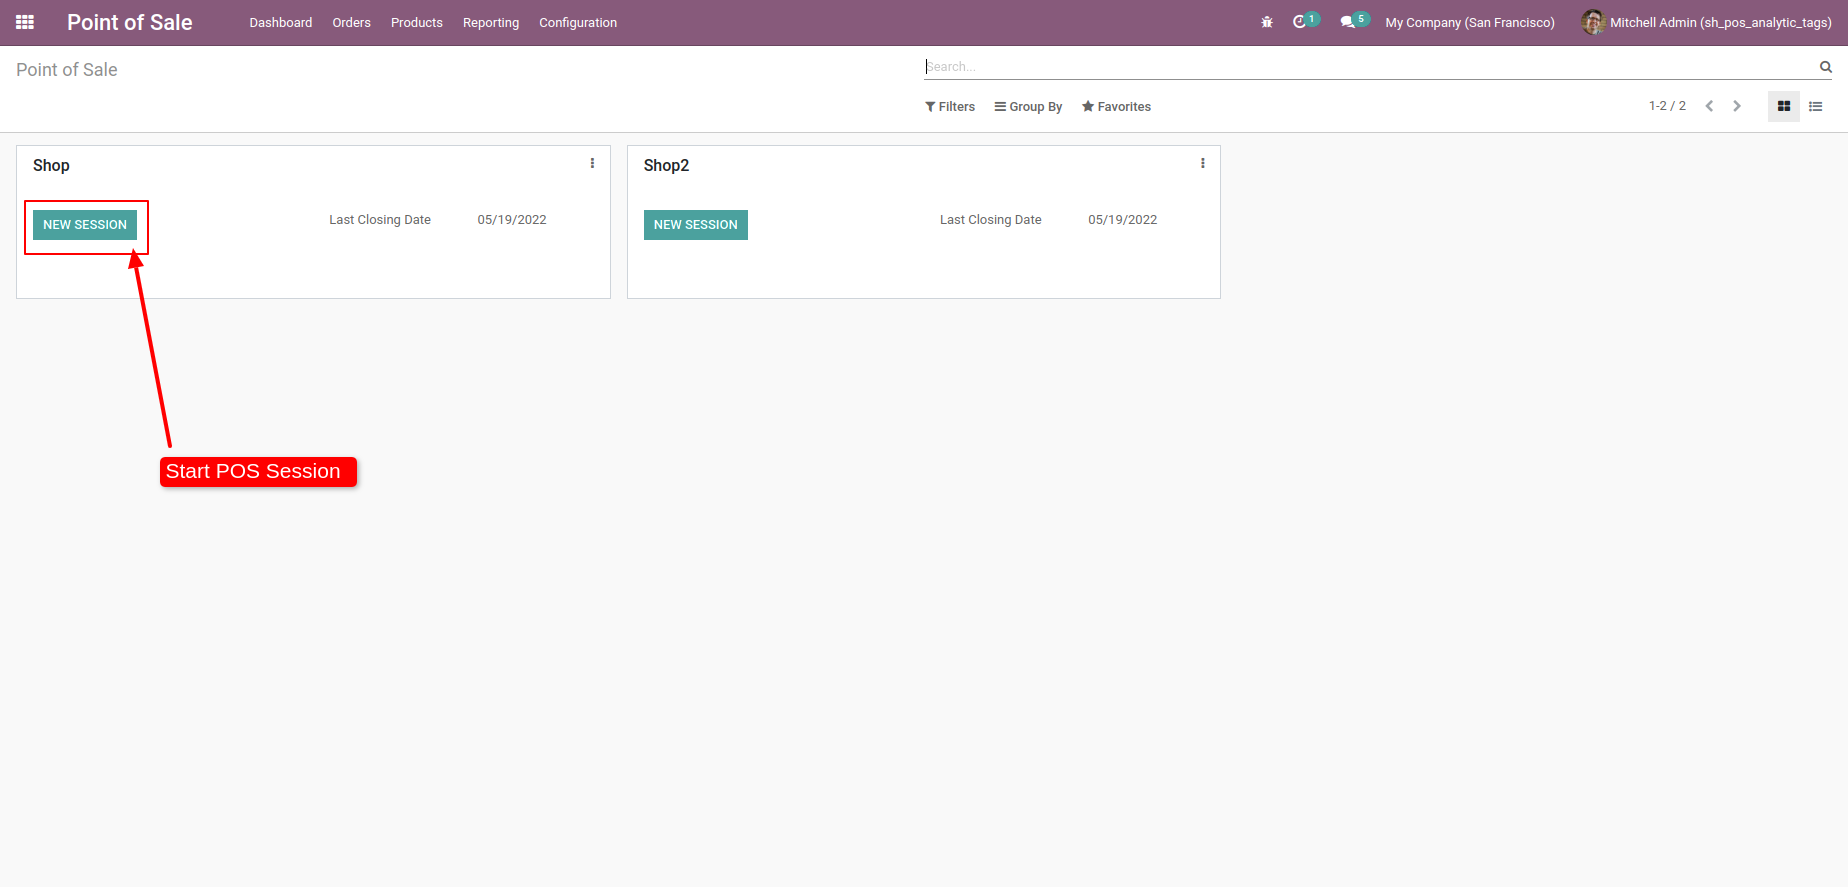 Point of Sale Dashboard Orders Products Reporting Configuration 1 5 My Company (San Francisco) Mitchell Admin (sh_pos_analytic_tags)
Point of Sale
Search...
Filters Group By Favorites 1-2 / 2
Shop
NEW SESSION Last Closing Date 05/19/2022
Shop2
NEW SESSION Last Closing Date 05/19/2022
Start POS Session